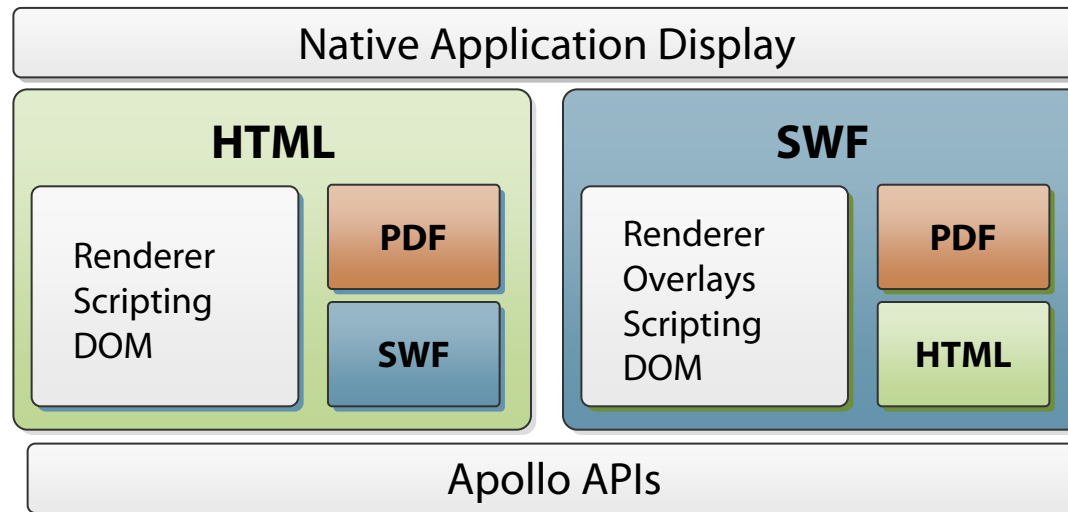 Native Application Display
HTML
Renderer
Scripting
DOM
PDF
SWF
SWF
Renderer
Overlays
Scripting
DOM
PDF
HTML
Apollo APIs